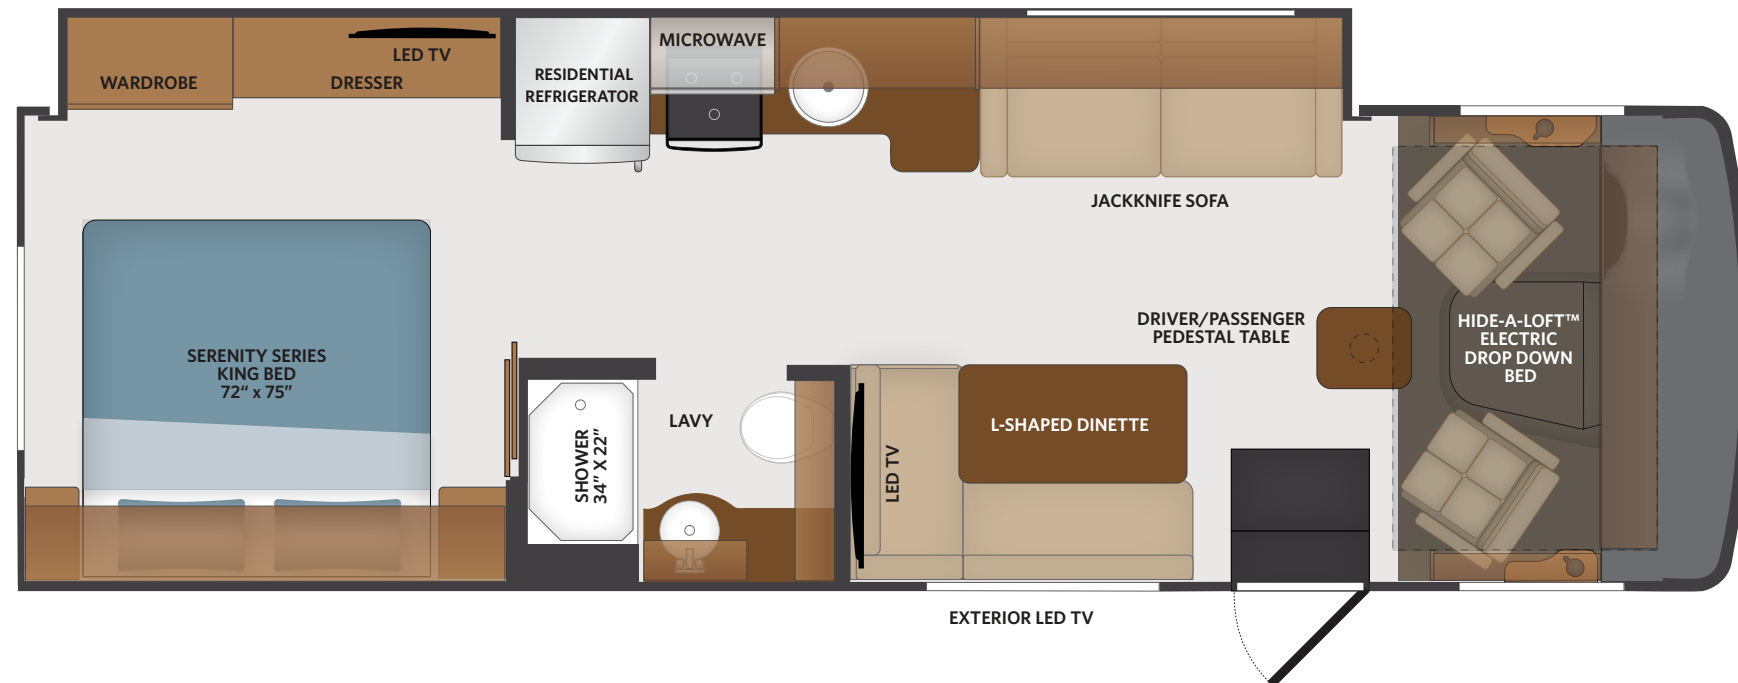 LED TV
WARDROBE
DRESSER
RESIDENTIAL
REFRIGERATOR
MICROWAVE
JACKKNIFE SOFA
DRIVER/PASSENGER
PEDESTAL TABLE
HIDE-A-LOFT™
ELECTRIC
DROP DOWN
BED
SERENITY SERIES
KING BED
72“ x 75”
SHOWER
34” X 22”
LAVY
LED TV
L-SHAPED DINETTE
EXTERIOR LED TV